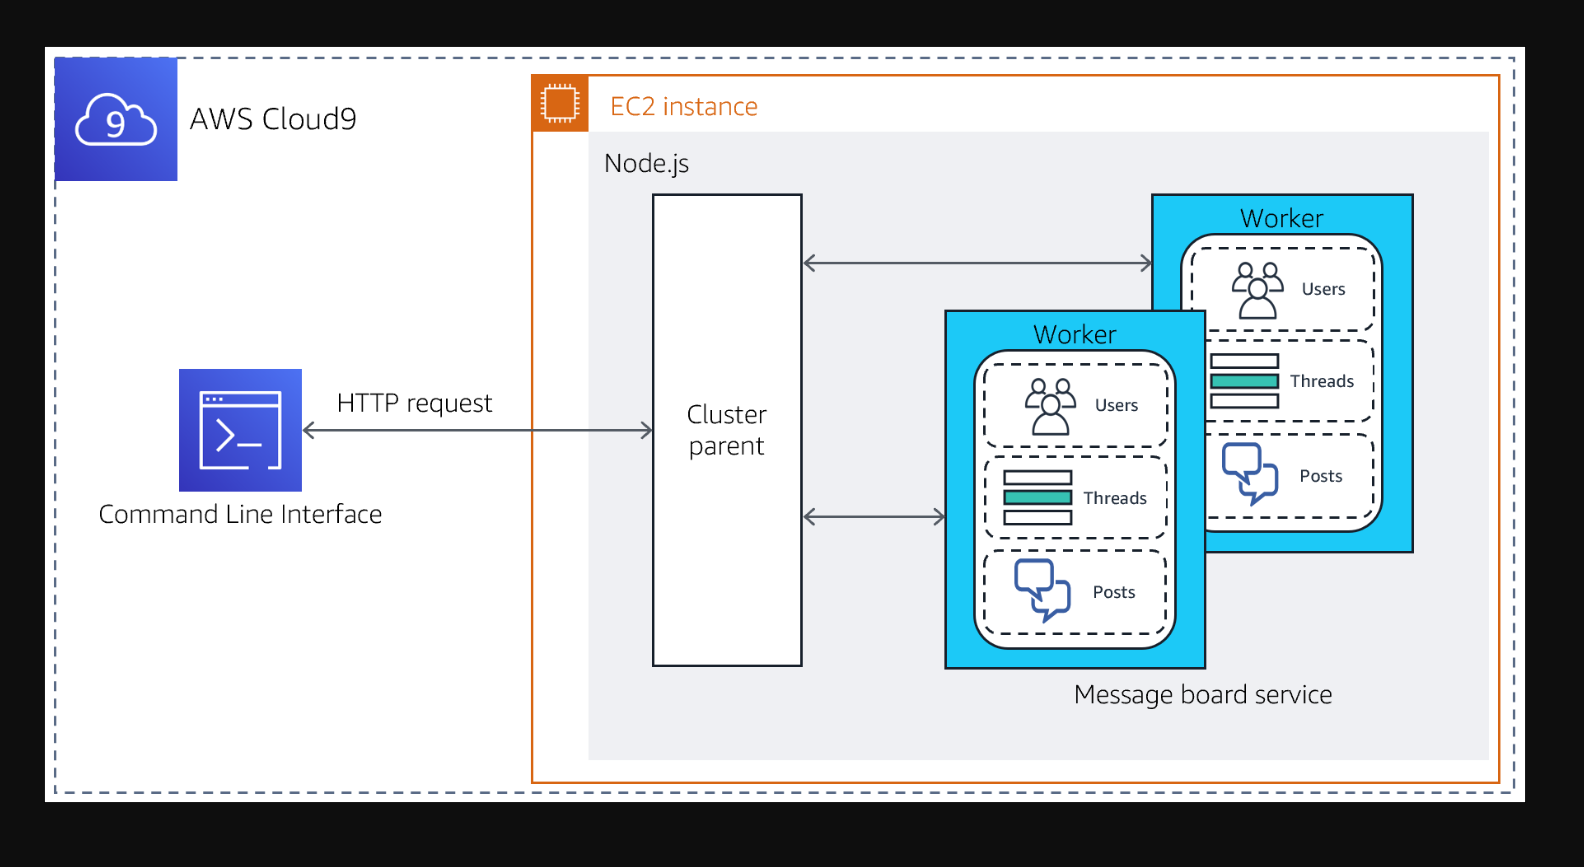 9
AWS Cloud9
EC2 instance
Node.js
Worker
Users
Threads
Posts
Worker
Users
Threads
Posts
HTTP request
Cluster
parent
Command Line Interface
Message board service